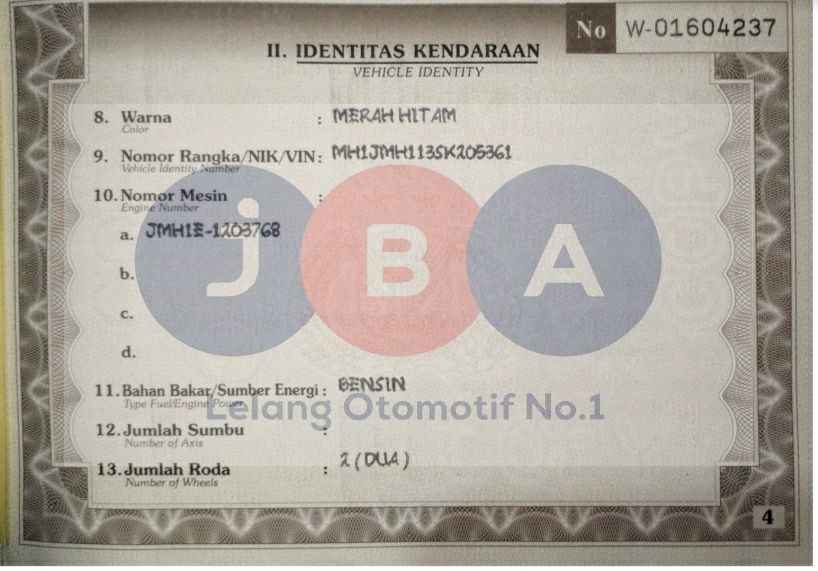 No W-01604237
II. IDENTITAS KENDARAAN
VEHICLE IDENTITY
8. Warna : MERAH HITAM
Color
9. Nomor Rangka/NIK/VIN: MH1JMH113SK205361
Vehicle Identity Number
10. Nomor Mesin :
Engine Number
a. JMH1E-1203768
b.
c.
d.
jBA
11. Bahan Bakar/Sumber Energi : BENSIN
Type Fuel/Engine Power
Lelang Otomotif No.1
12. Jumlah Sumbu :
Number of Axis
13. Jumlah Roda : 2 (DUA)
Number of Wheels
4